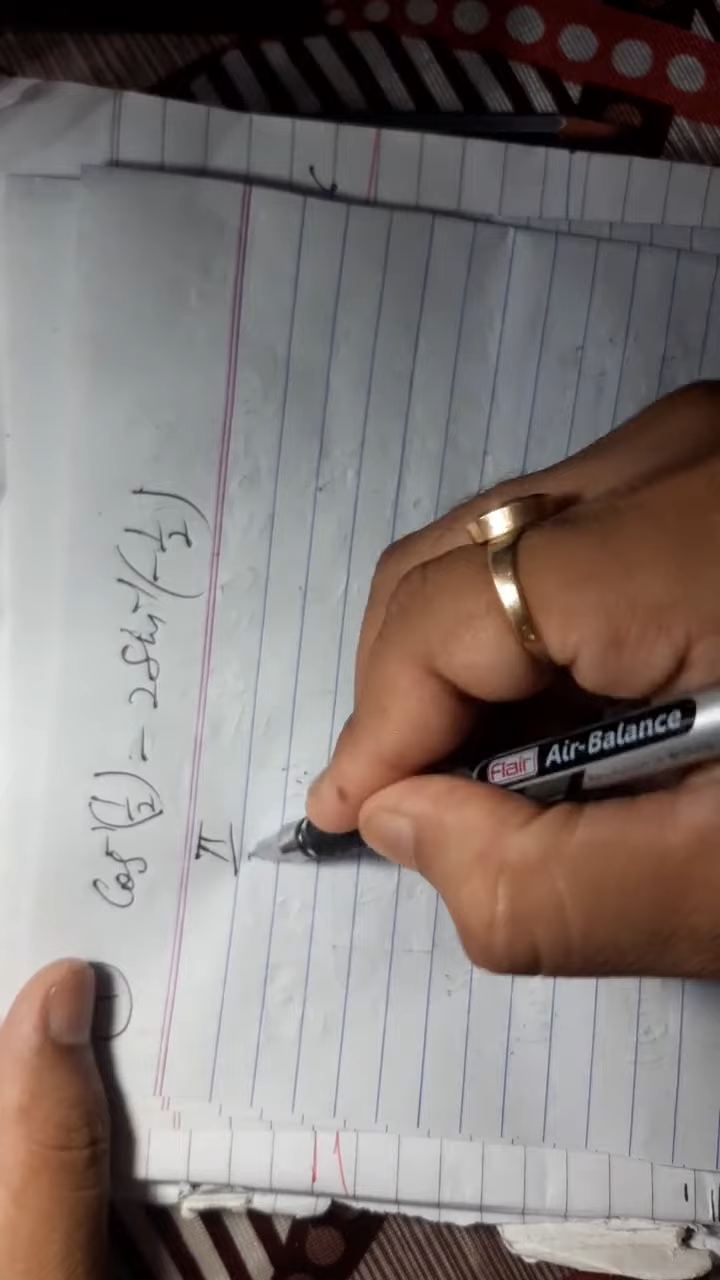 Cos⁻¹(1/2) - 2Sin⁻¹(-1/2)
π
Flair Air-Balance